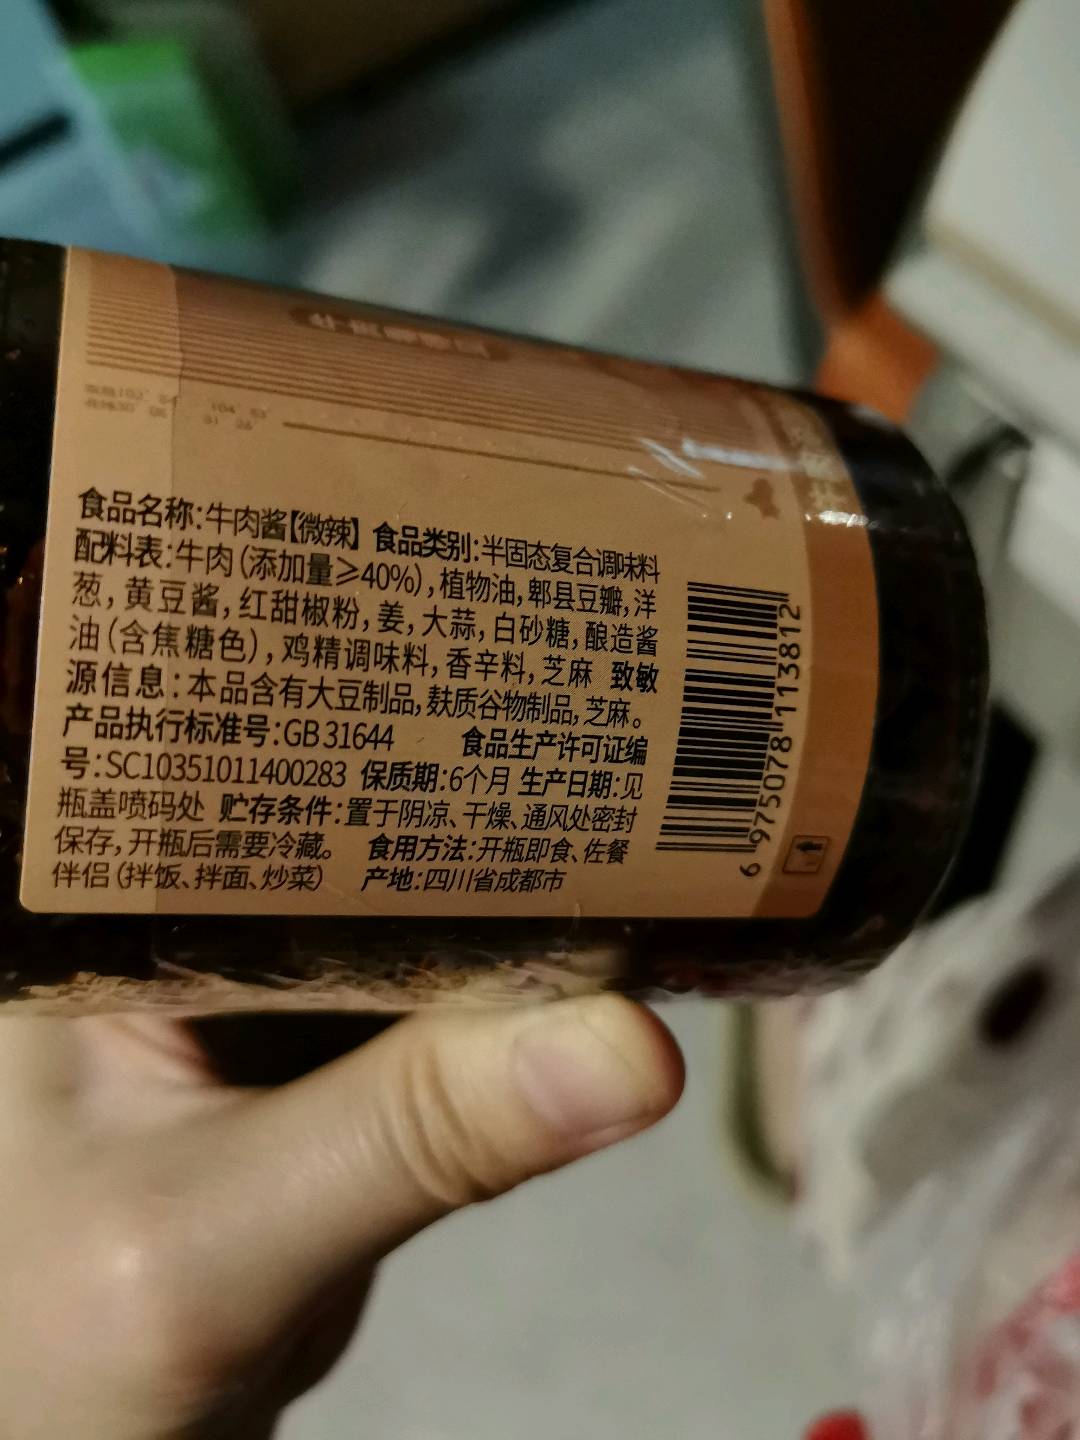 食品名称:牛肉酱【微辣】 食品类别:半固态复合调味料
配料表:牛肉(添加量≥40%),植物油,郫县豆瓣,洋
葱,黄豆酱,红甜椒粉,姜,大蒜,白砂糖,酿造酱
油(含焦糖色),鸡精调味料,香辛料,芝麻 致敏
源信息:本品含有大豆制品,麸质谷物制品,芝麻。
产品执行标准号:GB31644 食品生产许可证编
号:SC10351011400283 保质期:6个月 生产日期:见
瓶盖喷码处 贮存条件:置于阴凉、干燥、通风处密封
保存,开瓶后需要冷藏。 食用方法:开瓶即食、佐餐
伴侣(拌饭、拌面、炒菜) 产地:四川省成都市
6 975078 113812